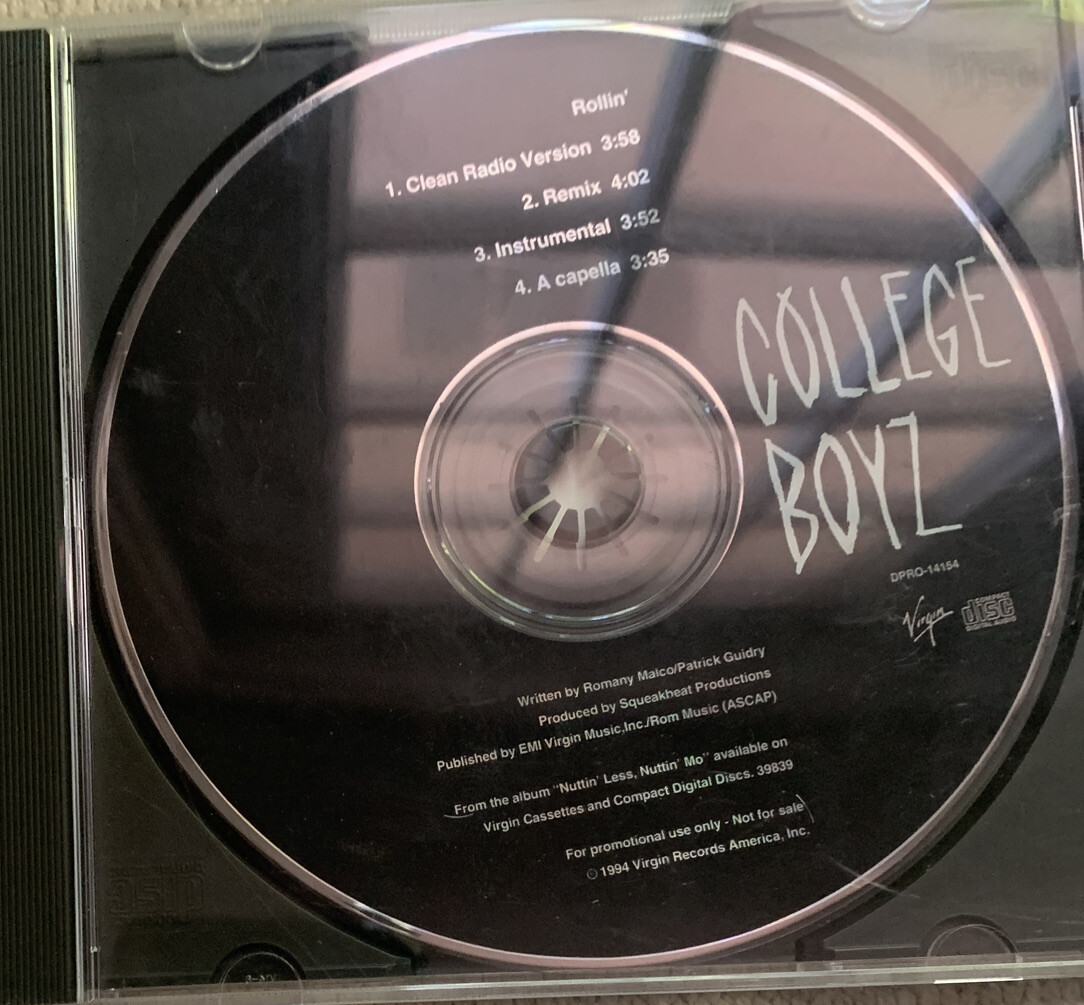 Rollin'
1. Clean Radio Version 3:58
2. Remix 4:02
3. Instrumental 3:52
4. A capella 3:35
COLLEGE
BOYZ
DPRO-14154
Virgin
COMPACT
disc
DIGITAL AUDIO
Written by Romany Malco/Patrick Guidry
Produced by Squeakheat Productions
Published by EMI Virgin Music,Inc./Rom Music (ASCAP)
From the album "Nuttin' Less, Nuttin' Mo" available on
Virgin Cassettes and Compact Digital Discs. 39839
For promotional use only - Not for sale
© 1994 Virgin Records America, Inc.